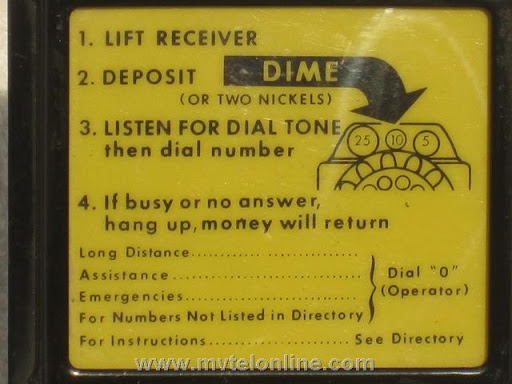 1. LIFT RECEIVER
2. DEPOSIT DIME
(OR TWO NICKELS)
3. LISTEN FOR DIAL TONE
then dial number
25 10 5
4. If busy or no answer,
hang up, money will return
Long Distance..............................
Assistance..............................
Emergencies..............................
For Numbers Not Listed in Directory
Dial "O"
(Operator)
For Instructions.............................. See Directory
www.mytelonline.com